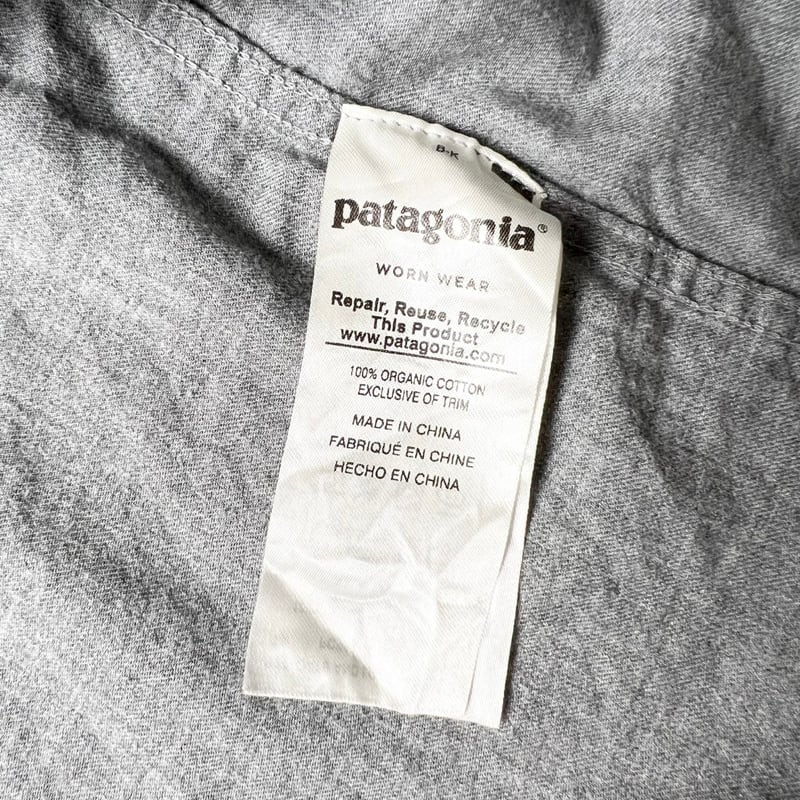 B-K
patagonia®
WORN WEAR
Repair, Reuse, Recycle
This Product
www.patagonia.com
100% ORGANIC COTTON
EXCLUSIVE OF TRIM
MADE IN CHINA
FABRIQUÉ EN CHINE
HECHO EN CHINA